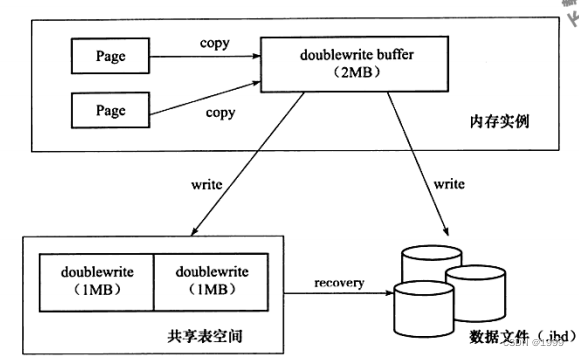 copy
Page
doublewrite buffer
（2MB）
Page
copy
内存实例
write
write
doublewrite
（1MB）
doublewrite
（1MB）
recovery
共享表空间
数据文件（.ibd）
CSDN @1999